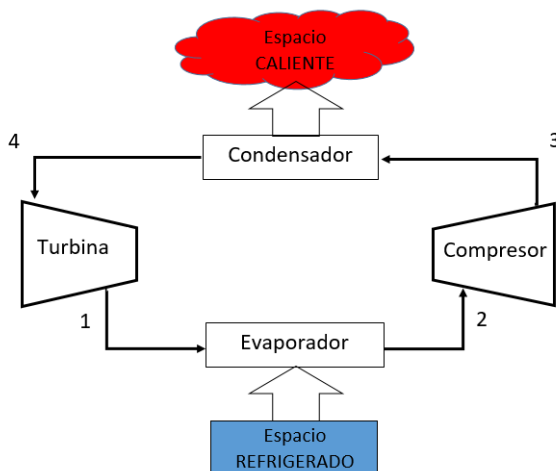 Espacio
CALIENTE
4
3
Condensador
Turbina
Compresor
1
2
Evaporador
Espacio
REFRIGERADO